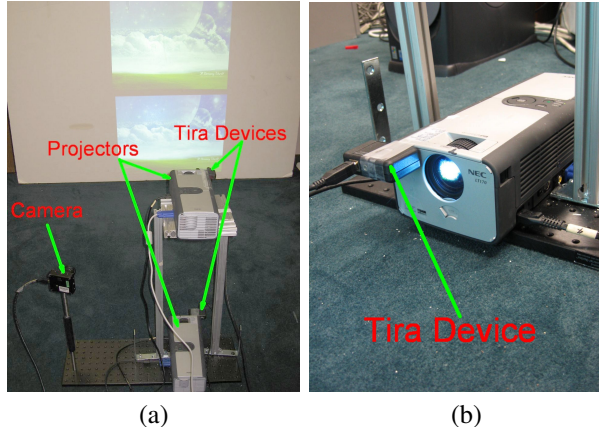 Tira Devices
Projectors
Camera
NEC
Tira Device
(a)
(b)